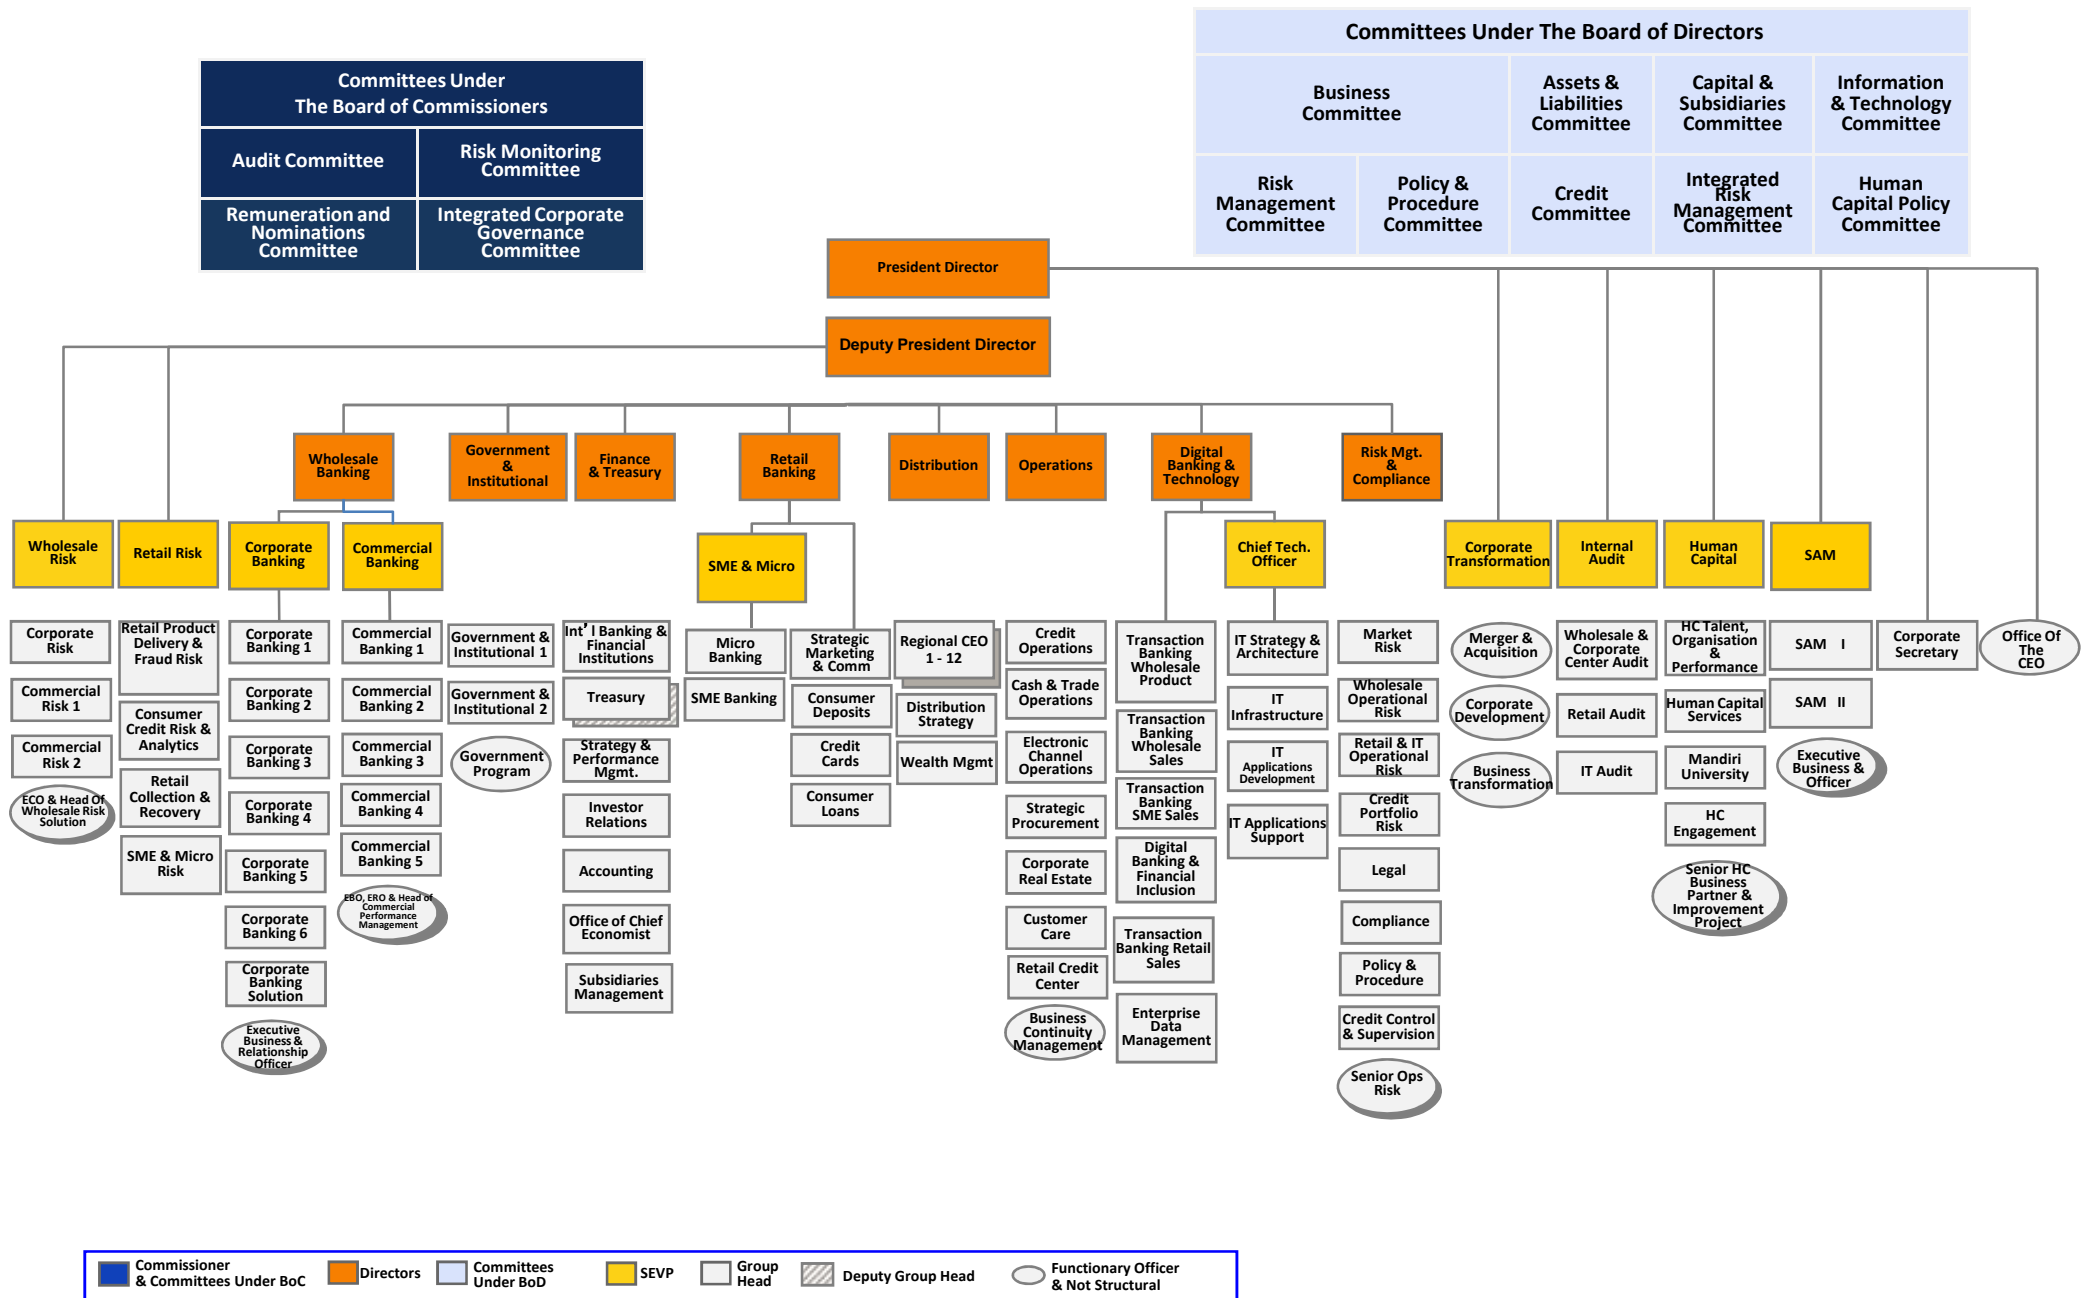 Committees Under The Board of Directors
Business
Committee
Assets &
Liabilities
Committee
Capital &
Subsidiaries
Committee
Information
& Technology
Committee
Risk
Management
Committee
Policy &
Procedure
Committee
Credit
Committee
Integrated
Risk
Management
Committee
Human
Capital Policy
Committee
Committees Under
The Board of Commissioners
Audit Committee
Risk Monitoring
Committee
Remuneration and
Nominations
Committee
Integrated Corporate
Governance
Committee
President Director
Deputy President Director
Wholesale
Banking
Government
&
Institutional
Finance
& Treasury
Retail
Banking
Distribution
Operations
Digital
Banking &
Technology
Risk Mgt.
&
Compliance
Wholesale
Risk
Retail Risk
Corporate
Banking
Commercial
Banking
SME & Micro
Chief Tech.
Officer
Corporate
Transformation
Internal
Audit
Human
Capital
SAM
Corporate
Risk
Commercial
Risk 1
Commercial
Risk 2
ECO & Head Of
Wholesale Risk
Solution
Retail Product
Delivery &
Fraud Risk
Consumer
Credit Risk &
Analytics
Retail
Collection &
Recovery
SME & Micro
Risk
Corporate
Banking 1
Corporate
Banking 2
Corporate
Banking 3
Corporate
Banking 4
Corporate
Banking 5
Corporate
Banking 6
Corporate
Banking
Solution
Executive
Business &
Relationship
Officer
Commercial
Banking 1
Commercial
Banking 2
Commercial
Banking 3
Commercial
Banking 4
Commercial
Banking 5
EBO, ERO & Head of
Commercial
Performance
Management
Government &
Institutional 1
Government &
Institutional 2
Government
Program
Int' l Banking &
Financial
Institutions
Treasury
Strategy &
Performance
Mgmt.
Investor
Relations
Accounting
Office of Chief
Economist
Subsidiaries
Management
Micro
Banking
SME Banking
Strategic
Marketing
& Comm
Consumer
Deposits
Credit
Cards
Consumer
Loans
Regional CEO
1 - 12
Distribution
Strategy
Wealth Mgmt
Credit
Operations
Cash & Trade
Operations
Electronic
Channel
Operations
Strategic
Procurement
Corporate
Real Estate
Customer
Care
Retail Credit
Center
Business
Continuity
Management
Transaction
Banking
Wholesale
Product
Transaction
Banking
Wholesale
Sales
Transaction
Banking
SME Sales
Digital
Banking &
Financial
Inclusion
Transaction
Banking Retail
Sales
Enterprise
Data
Management
IT Strategy &
Architecture
IT
Infrastructure
IT
Applications
Development
IT Applications
Support
Market
Risk
Wholesale
Operational
Risk
Retail & IT
Operational
Risk
Credit
Portfolio
Risk
Legal
Compliance
Policy &
Procedure
Credit Control
& Supervision
Senior Ops
Risk
Merger &
Acquisition
Corporate
Development
Business
Transformation
Wholesale &
Corporate
Center Audit
Retail Audit
IT Audit
HC Talent,
Organisation
&
Performance
Human Capital
Services
Mandiri
University
HC
Engagement
Senior HC
Business
Partner &
Improvement
Project
SAM I
SAM II
Executive
Business &
Officer
Corporate
Secretary
Office Of
The
CEO
Commissioner
& Committees Under BoC
Directors
Committees
Under BoD
SEVP
Group
Head
Deputy Group Head
Functionary Officer
& Not Structural